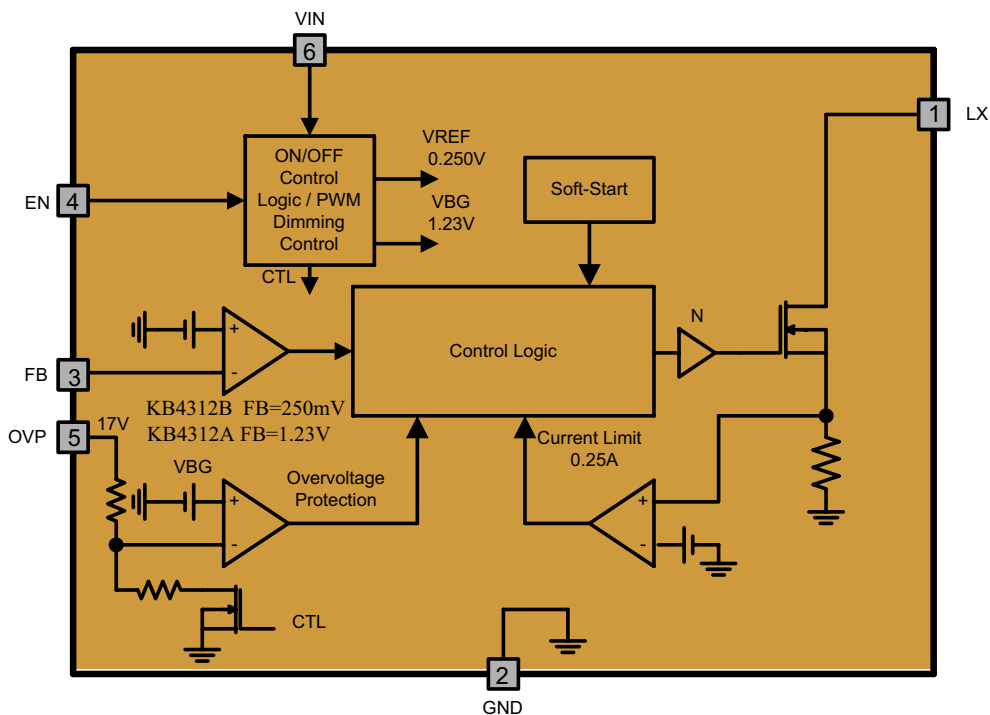 VIN
6
1
LX
ON/OFF
Control
Logic / PWM
Dimming
Control
VREF
0.250V
VBG
1.23V
Soft-Start
EN
4
CTL
+
-
Control Logic
N
FB
3
KB4312B FB=250mV
KB4312A FB=1.23V
OVP
5
17V
VBG
+
-
Overvoltage
Protection
Current Limit
0.25A
+
-
CTL
2
GND